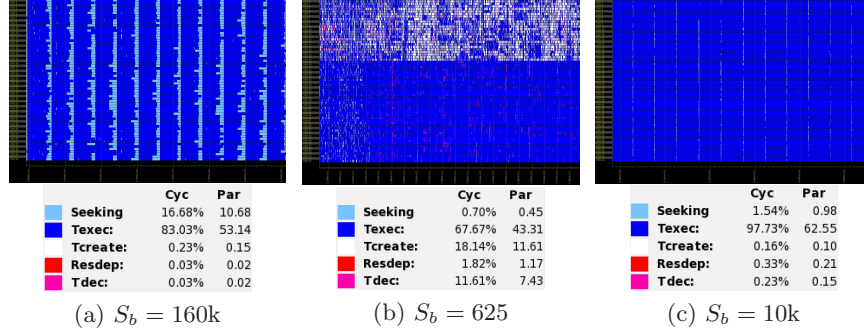 Cyc Par
Seeking 16.68% 10.68
Texec: 83.03% 53.14
Tcreate: 0.23% 0.15
Resdep: 0.03% 0.02
Tdec: 0.03% 0.02
(a) S_b = 160k
Cyc Par
Seeking 0.70% 0.45
Texec: 67.67% 43.31
Tcreate: 18.14% 11.61
Resdep: 1.82% 1.17
Tdec: 11.61% 7.43
(b) S_b = 625
Cyc Par
Seeking 1.54% 0.98
Texec: 97.73% 62.55
Tcreate: 0.16% 0.10
Resdep: 0.33% 0.21
Tdec: 0.23% 0.15
(c) S_b = 10k